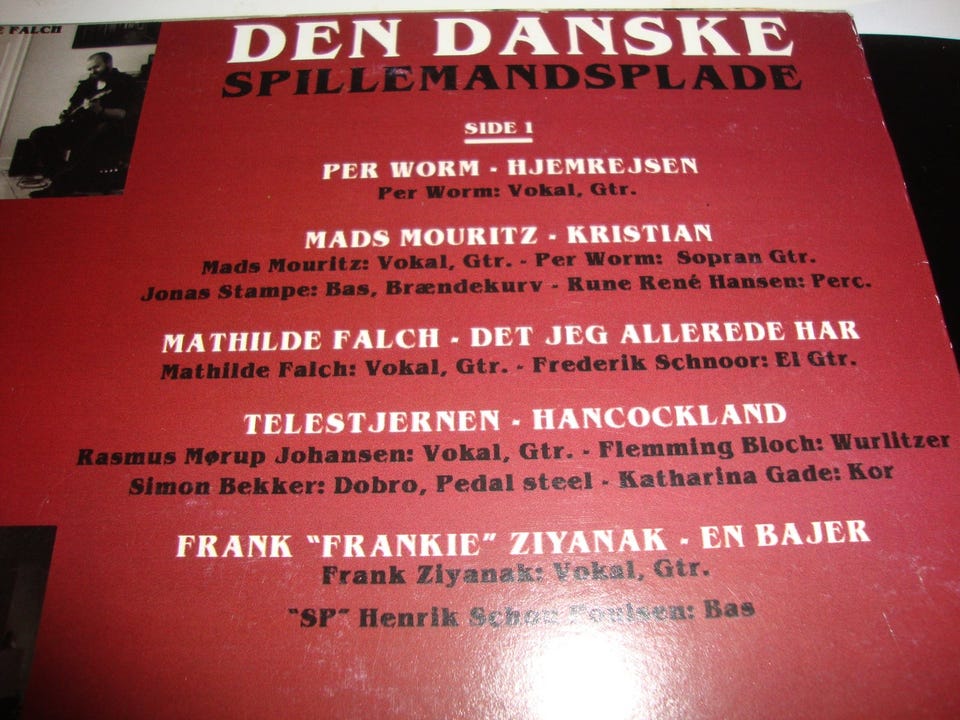 E FALCH
DEN DANSKE
SPILLEMANDSPLADE
SIDE 1
PER WORM - HJEMREJSEN
Per Worm: Vokal, Gtr.
MADS MOURITZ - KRISTIAN
Mads Mouritz: Vokal, Gtr. - Per Worm: Sopran Gtr.
Jonas Stampe: Bas, Brændekurv - Rune René Hansen: Perc.
MATHILDE FALCH - DET JEG ALLEREDE HAR
Mathilde Falch: Vokal, Gtr. - Frederik Schnoor: El Gtr.
TELESTJERNEN - HANCOCKLAND
Rasmus Mørup Johansen: Vokal, Gtr. - Flemming Bloch: Wurlitzer
Simon Bekker: Dobro, Pedal steel - Katharina Gade: Kor
FRANK "FRANKIE" ZIYANAK - EN BAJER
Frank Ziyanak: Vokal, Gtr.
"SP" Henrik Schou Poulsen: Bas